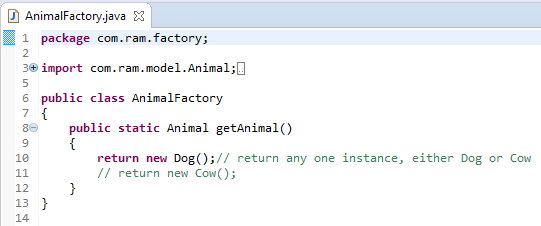 AnimalFactory.java
1 package com.ram.factory;
2
3 import com.ram.model.Animal;
5
6 public class AnimalFactory
7 {
8     public static Animal getAnimal()
9     {
10         return new Dog();// return any one instance, either Dog or Cow
11         // return new Cow();
12     }
13 }
14